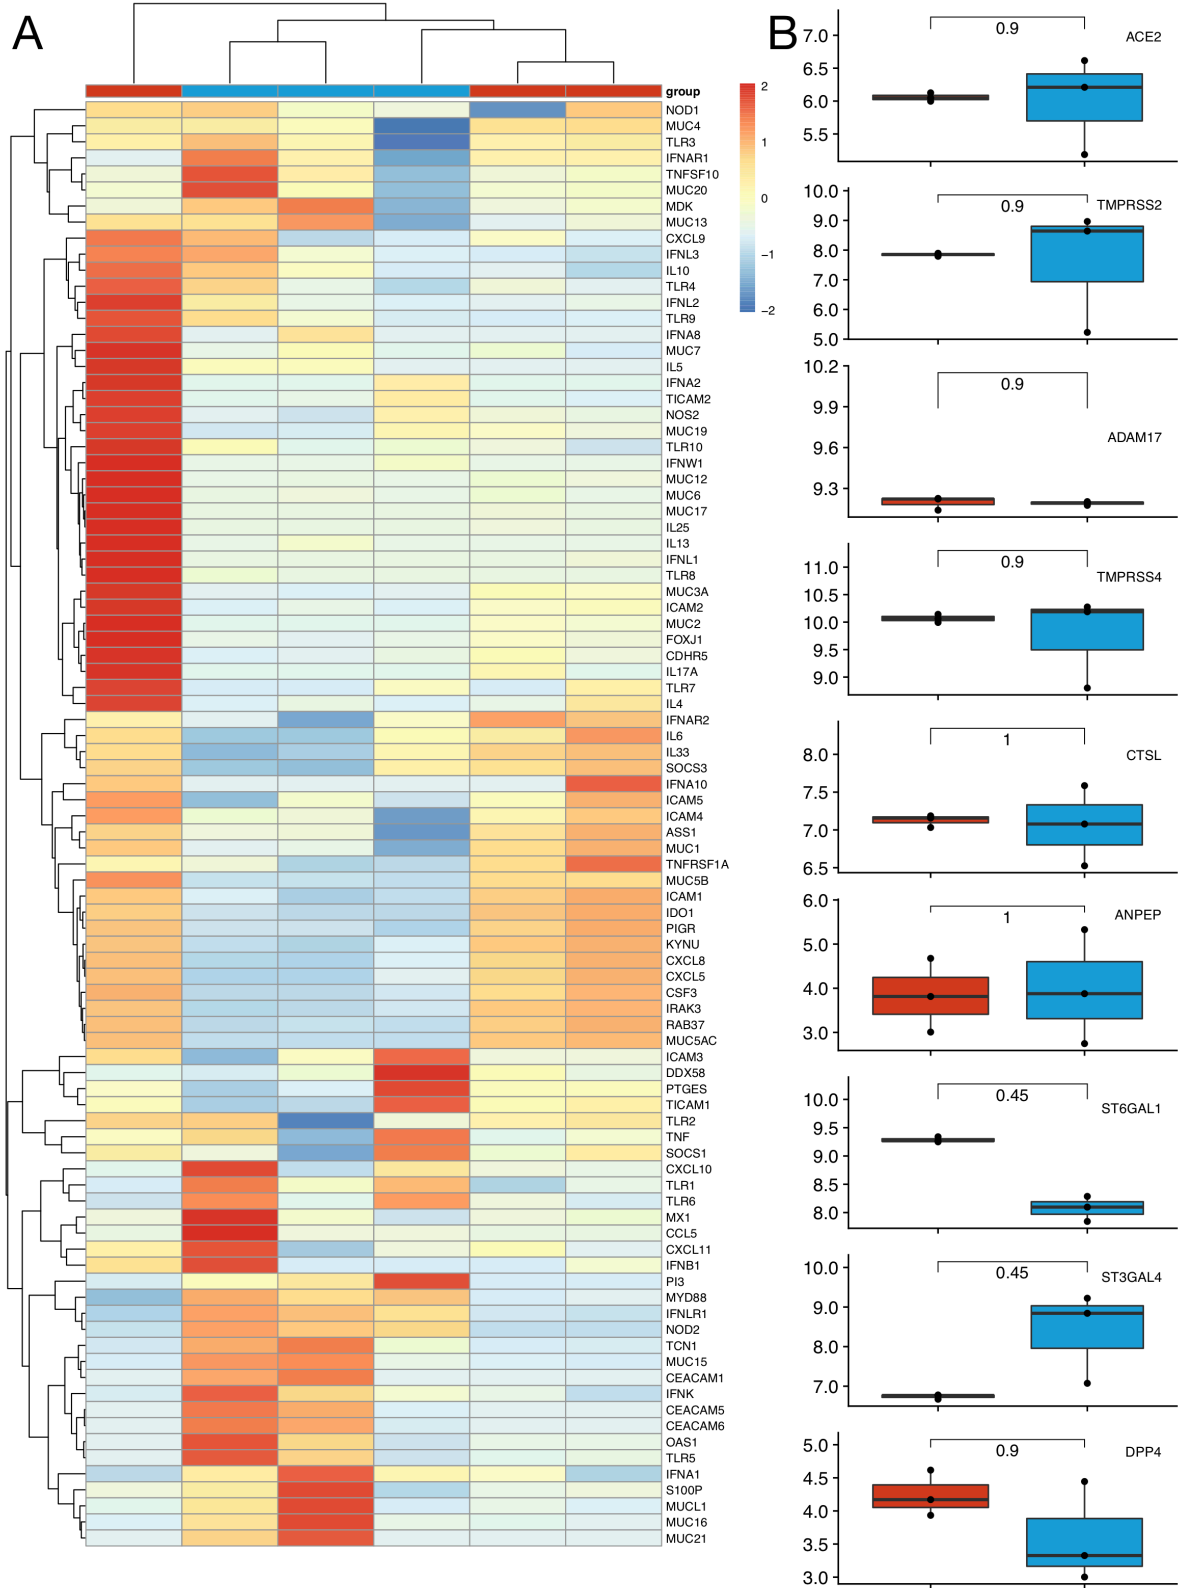 A
group
2
1
0
−1
−2
NOD1
MUC4
TLR3
IFNAR1
TNFSF10
MUC20
MDK
MUC13
CXCL9
IFNL3
IL10
TLR4
IFNL2
TLR9
IFNA8
MUC7
IL5
IFNA2
TICAM2
NOS2
MUC19
TLR10
IFNW1
MUC12
MUC6
MUC17
IL25
IL13
IFNL1
TLR8
MUC3A
ICAM2
MUC2
FOXJ1
CDHR5
IL17A
TLR7
IL4
IFNAR2
IL6
IL33
SOCS3
IFNA10
ICAM5
ICAM4
ASS1
MUC1
TNFRSF1A
MUC5B
ICAM1
IDO1
PIGR
KYNU
CXCL8
CXCL5
CSF3
IRAK3
RAB37
MUC5AC
ICAM3
DDX58
PTGES
TICAM1
TLR2
TNF
SOCS1
CXCL10
TLR1
TLR6
MX1
CCL5
CXCL11
IFNB1
PI3
MYD88
IFNLR1
NOD2
TCN1
MUC15
CEACAM1
IFNK
CEACAM5
CEACAM6
OAS1
TLR5
IFNA1
S100P
MUCL1
MUC16
MUC21
B
0.9
ACE2
7.0
6.5
6.0
5.5
0.9
TMPRSS2
10.0
9.0
8.0
7.0
6.0
5.0
0.9
ADAM17
10.2
9.9
9.6
9.3
0.9
TMPRSS4
11.0
10.5
10.0
9.5
9.0
1
CTSL
8.0
7.5
7.0
6.5
1
ANPEP
6.0
5.0
4.0
3.0
0.45
ST6GAL1
10.0
9.5
9.0
8.5
8.0
0.45
ST3GAL4
10.0
9.0
8.0
7.0
0.9
DPP4
5.0
4.5
4.0
3.5
3.0